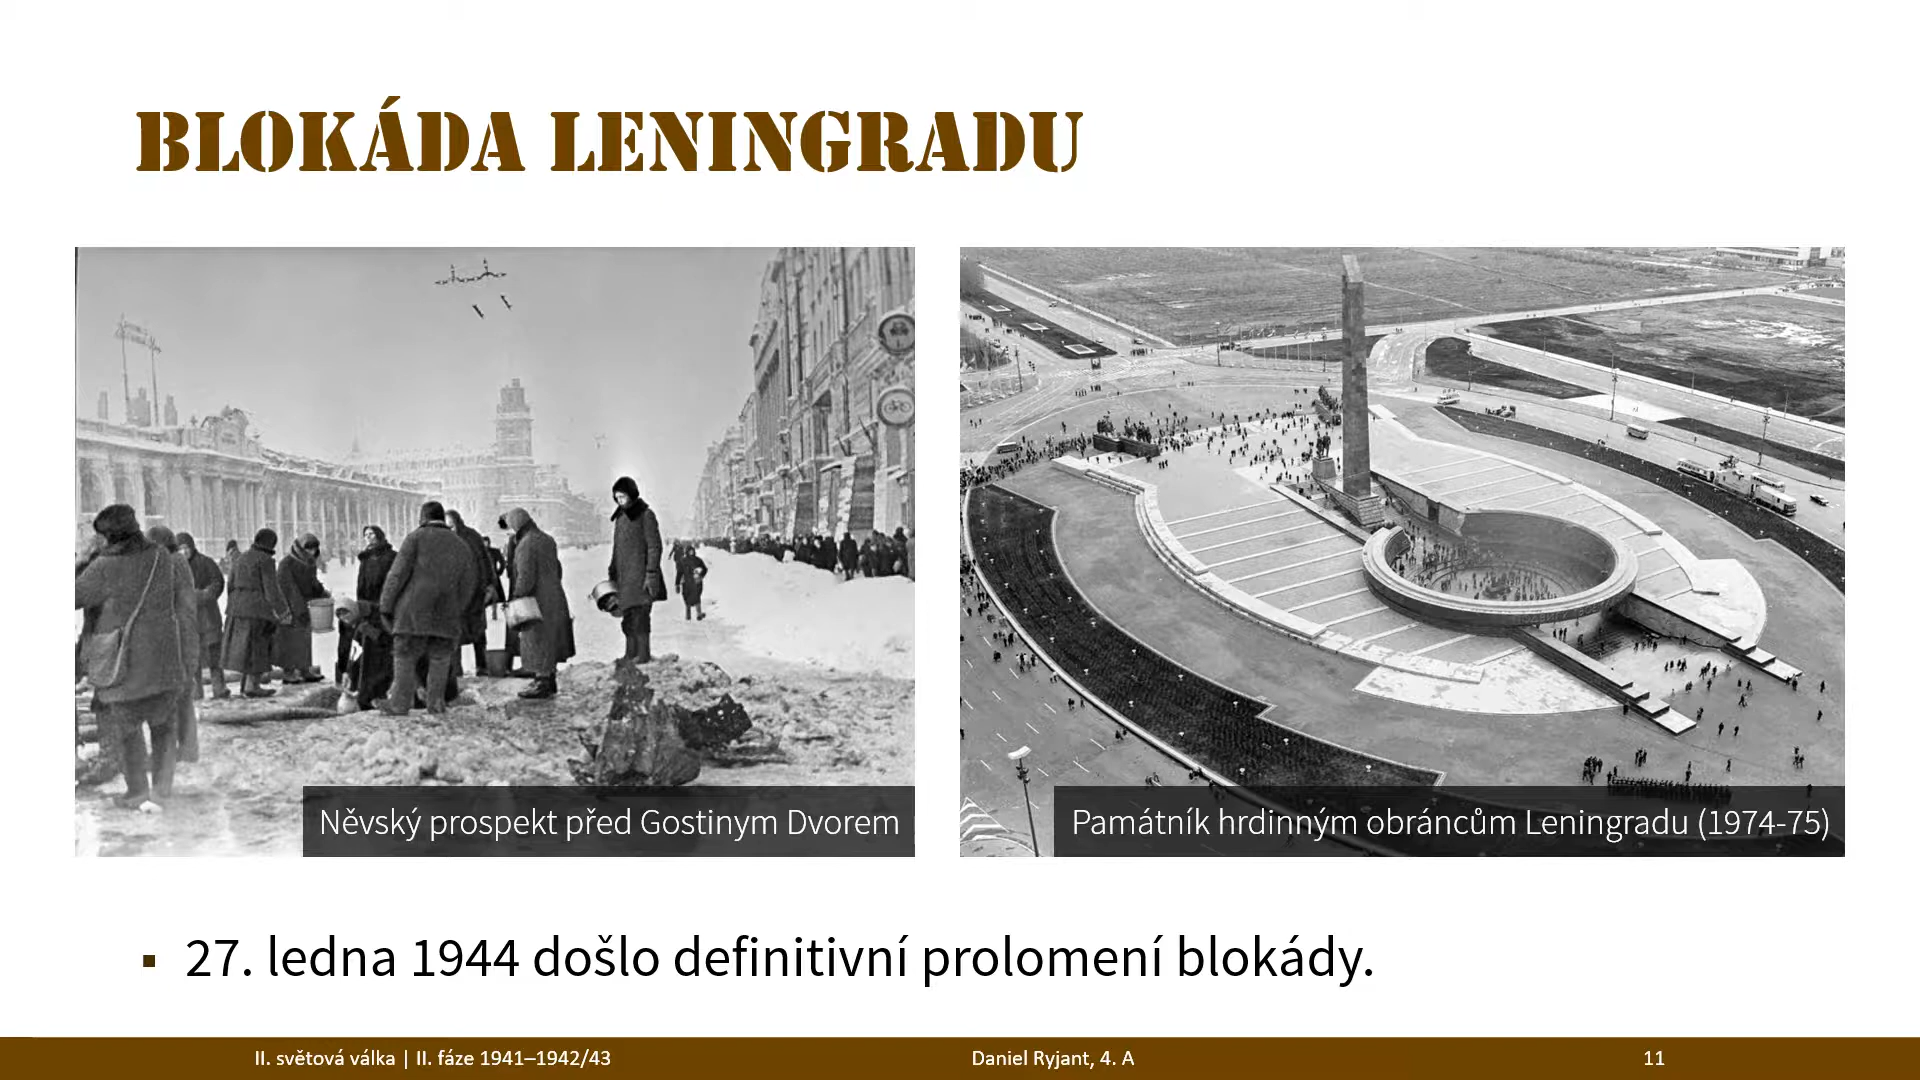 BLOKÁDA LENINGRADU
Něvský prospekt před Gostinym Dvorem
Památník hrdinným obráncům Leningradu (1974-75)
▪ 27. ledna 1944 došlo definitivní prolomení blokády.
II. světová válka | II. fáze 1941–1942/43
Daniel Ryjant, 4. A
11